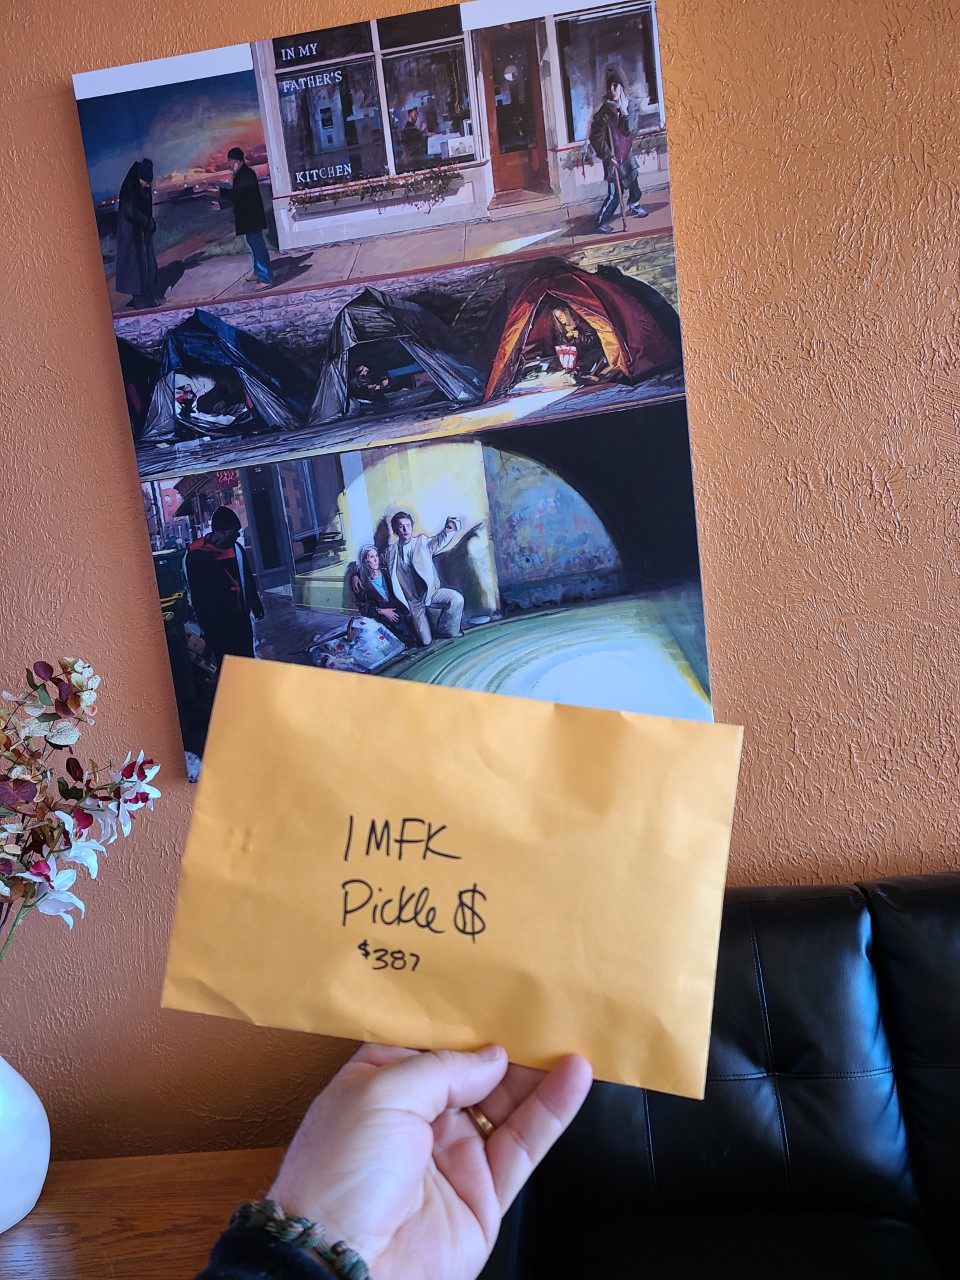 IN MY
FATHER'S
KITCHEN
IMFK
Pickle $
$387